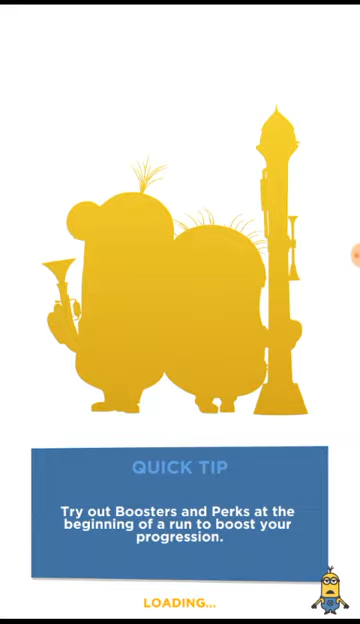 QUICK TIP
Try out Boosters and Perks at the
beginning of a run to boost your
progression.
LOADING...